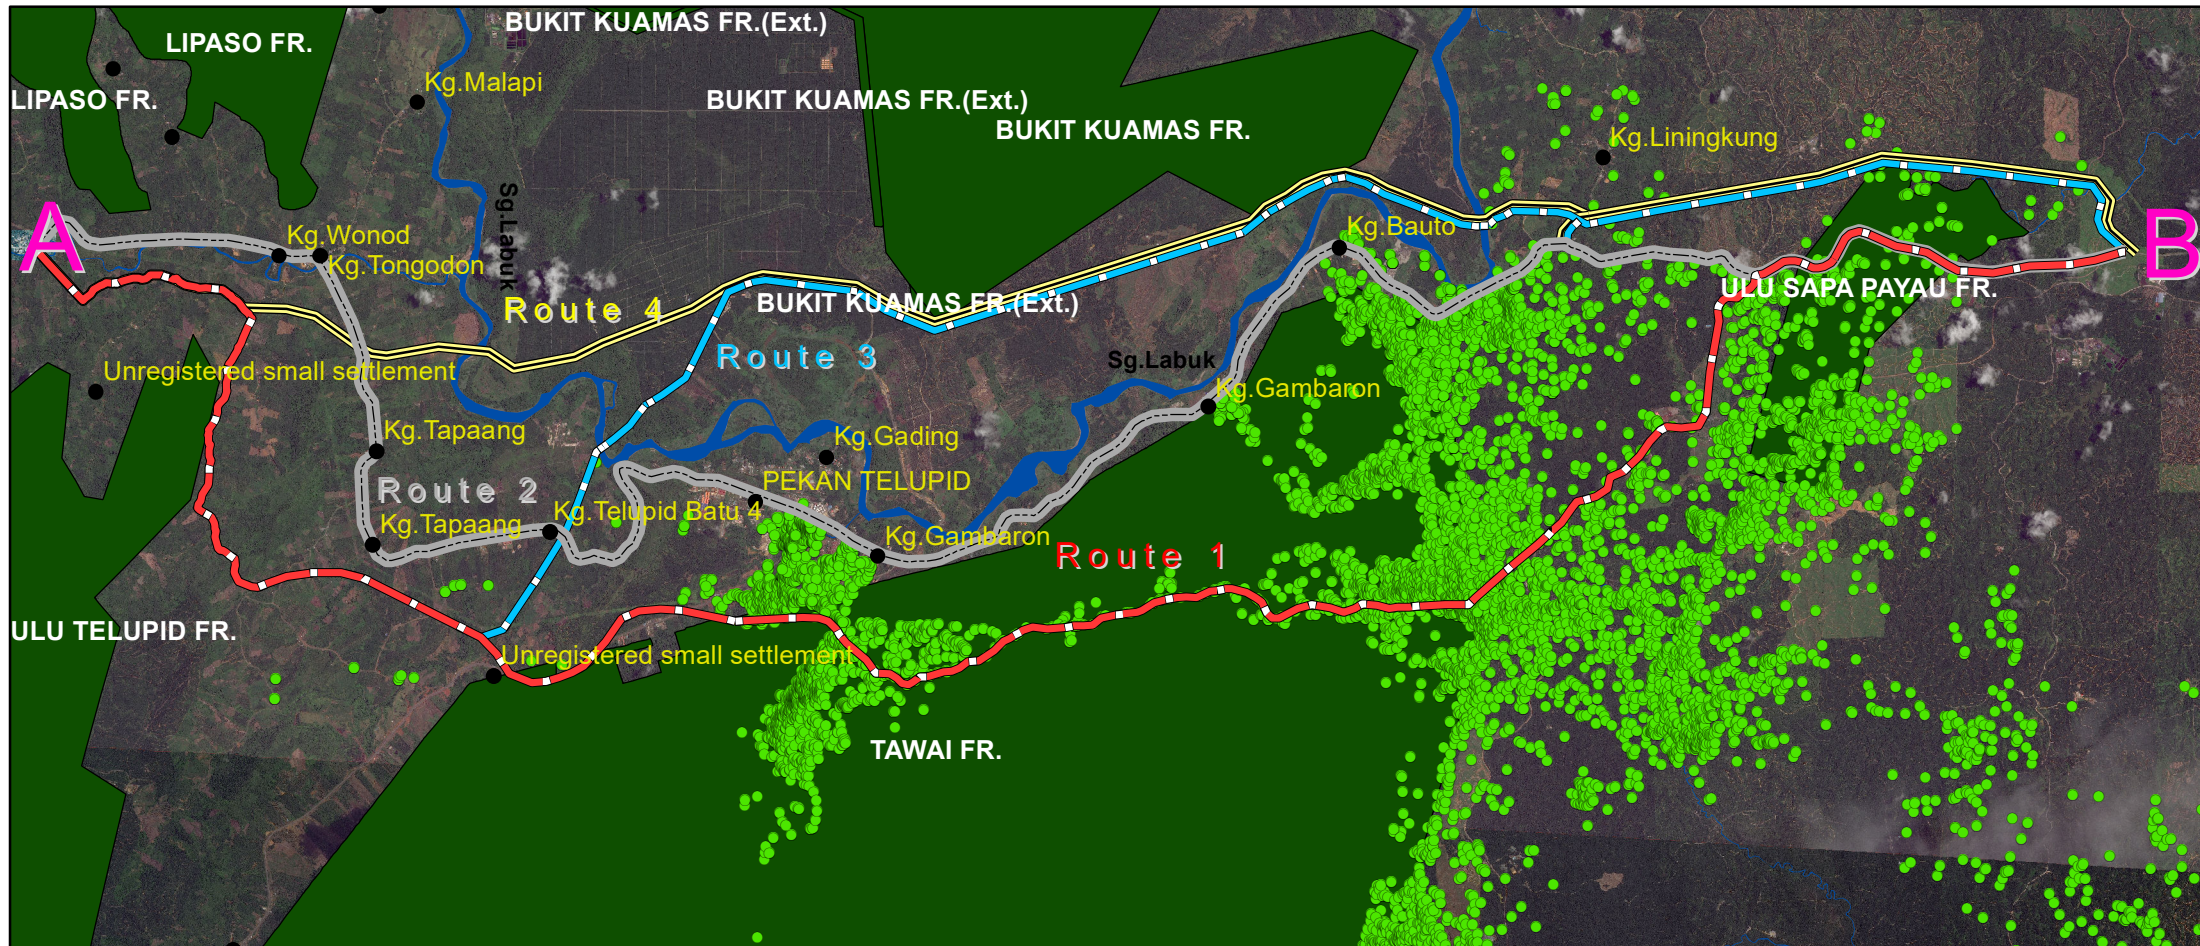 BUKIT KUAMAS FR.(Ext.)
LIPASO FR.
Kg.Malapi
LIPASO FR.
BUKIT KUAMAS FR.(Ext.)
BUKIT KUAMAS FR.
Kg.Liningkung
Sg.Labuk
A
Kg.Wonod
Kg.Bauto
B
Kg.Tongodon
ULU SAPA PAYAU FR.
Route 4
BUKIT KUAMAS FR.(Ext.)
Route 3
Sg.Labuk
Unregistered small settlement
Kg.Gambaron
Kg.Tapaang
Kg.Gading
PEKAN TELUPID
Route 2
Kg.Telupid Batu 4
Kg.Tapaang
Kg.Gambaron
Route 1
ULU TELUPID FR.
Unregistered small settlement
TAWAI FR.